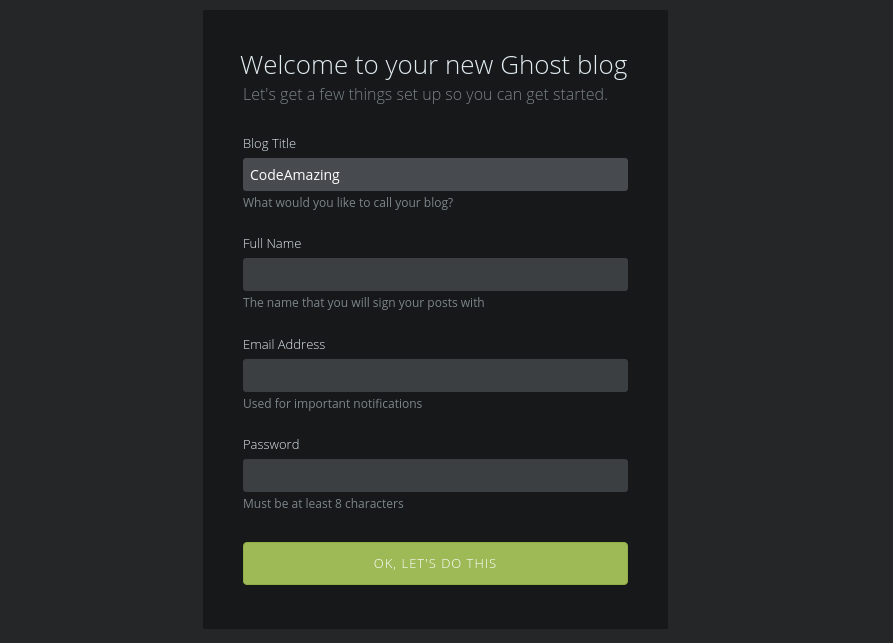 Welcome to your new Ghost blog
Let's get a few things set up so you can get started.
Blog Title
CodeAmazing
What would you like to call your blog?
Full Name
The name that you will sign your posts with
Email Address
Used for important notifications
Password
Must be at least 8 characters
OK, LET'S DO THIS